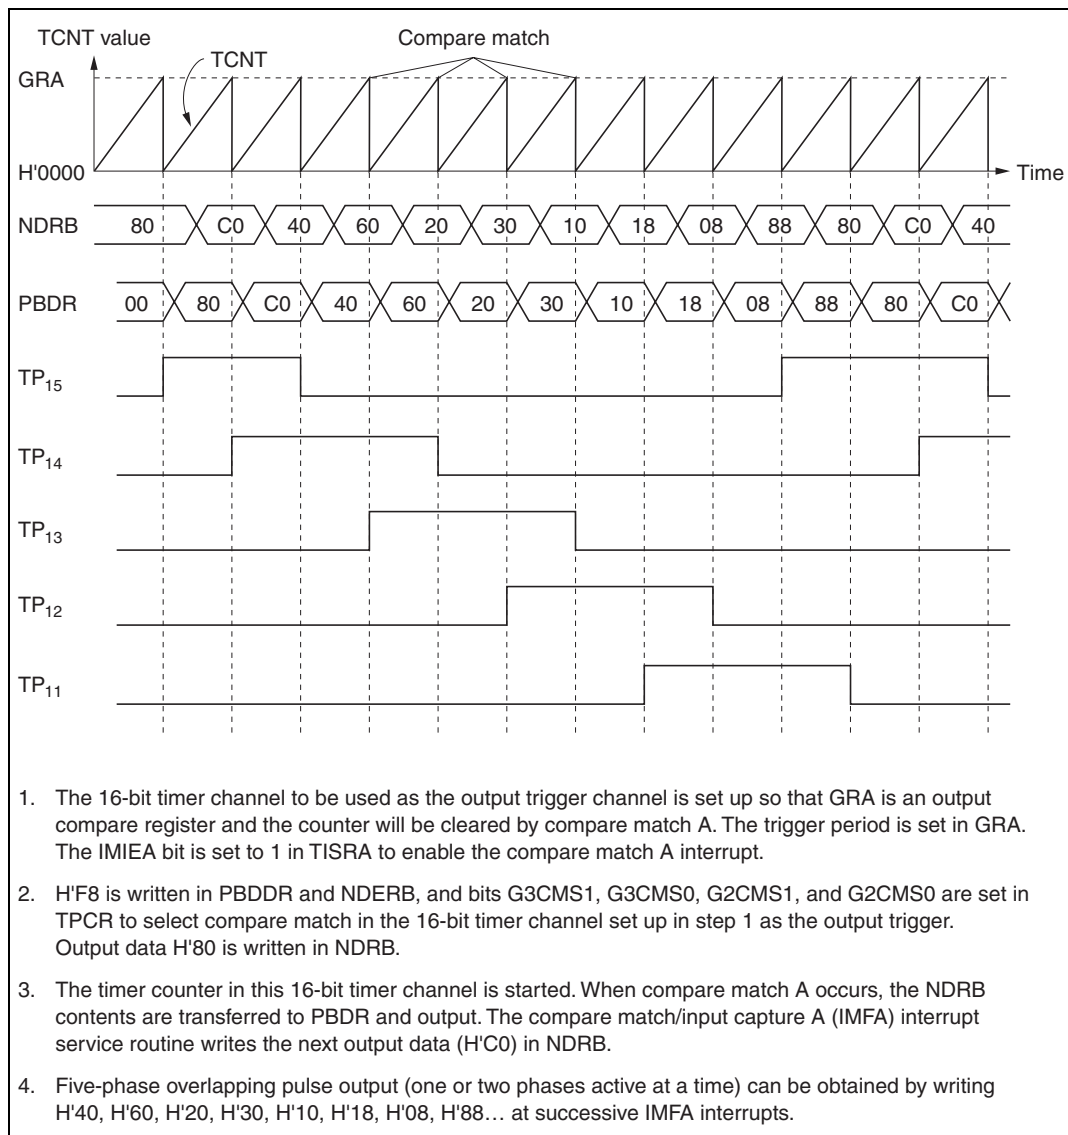 TCNT value
Compare match
TCNT
GRA
H'0000
Time
NDRB 80 C0 40 60 20 30 10 18 08 88 80 C0 40
PBDR 00 80 C0 40 60 20 30 10 18 08 88 80 C0
TP15
TP14
TP13
TP12
TP11
1. The 16-bit timer channel to be used as the output trigger channel is set up so that GRA is an output
compare register and the counter will be cleared by compare match A. The trigger period is set in GRA.
The IMIEA bit is set to 1 in TISRA to enable the compare match A interrupt.
2. H'F8 is written in PBDDR and NDERB, and bits G3CMS1, G3CMS0, G2CMS1, and G2CMS0 are set in
TPCR to select compare match in the 16-bit timer channel set up in step 1 as the output trigger.
Output data H'80 is written in NDRB.
3. The timer counter in this 16-bit timer channel is started. When compare match A occurs, the NDRB
contents are transferred to PBDR and output. The compare match/input capture A (IMFA) interrupt
service routine writes the next output data (H'C0) in NDRB.
4. Five-phase overlapping pulse output (one or two phases active at a time) can be obtained by writing
H'40, H'60, H'20, H'30, H'10, H'18, H'08, H'88… at successive IMFA interrupts.